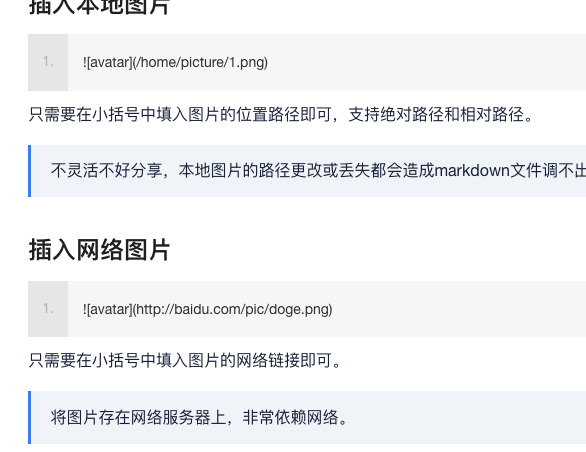 插入本地图片
1. ![avatar](/home/picture/1.png)
只需要在小括号中填入图片的位置路径即可，支持绝对路径和相对路径。
不灵活不好分享，本地图片的路径更改或丢失都会造成markdown文件调不出
插入网络图片
1. ![avatar](http://baidu.com/pic/doge.png)
只需要在小括号中填入图片的网络链接即可。
将图片存在网络服务器上，非常依赖网络。